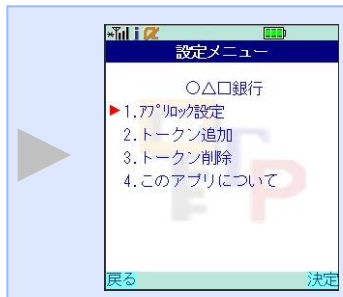 設定メニュー
○△□銀行
1.ｱﾌﾟﾘﾛｯｸ設定
2.トークン追加
3.トークン削除
4.このアプリについて
戻る 決定